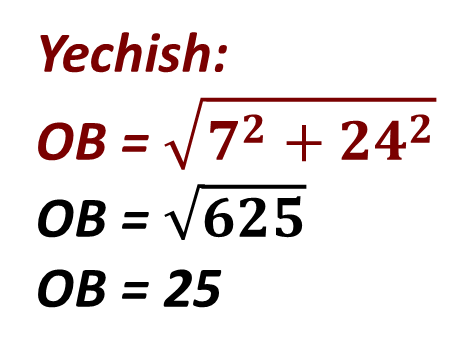 Yechish:
OB = √7² + 24²
OB = √625
OB = 25